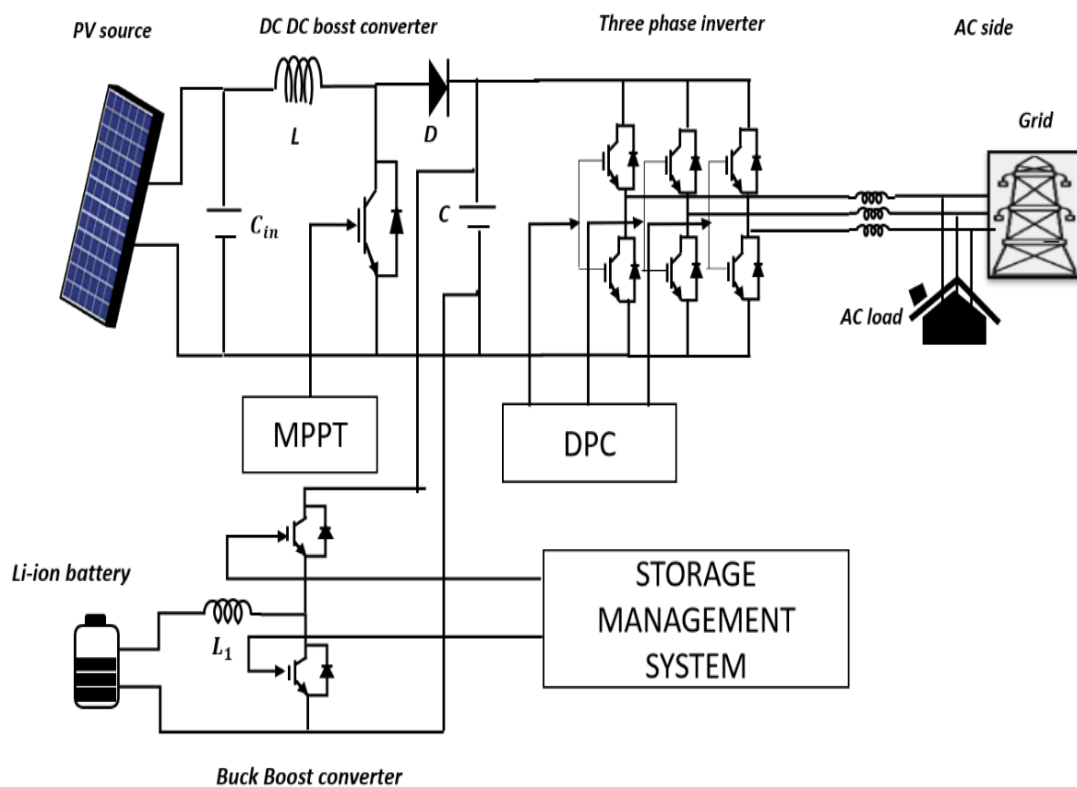 PV source
DC DC bosst converter
Three phase inverter
AC side
Grid
L
D
C
C_in
AC load
MPPT
DPC
Li-ion battery
L_1
STORAGE
MANAGEMENT
SYSTEM
Buck Boost converter